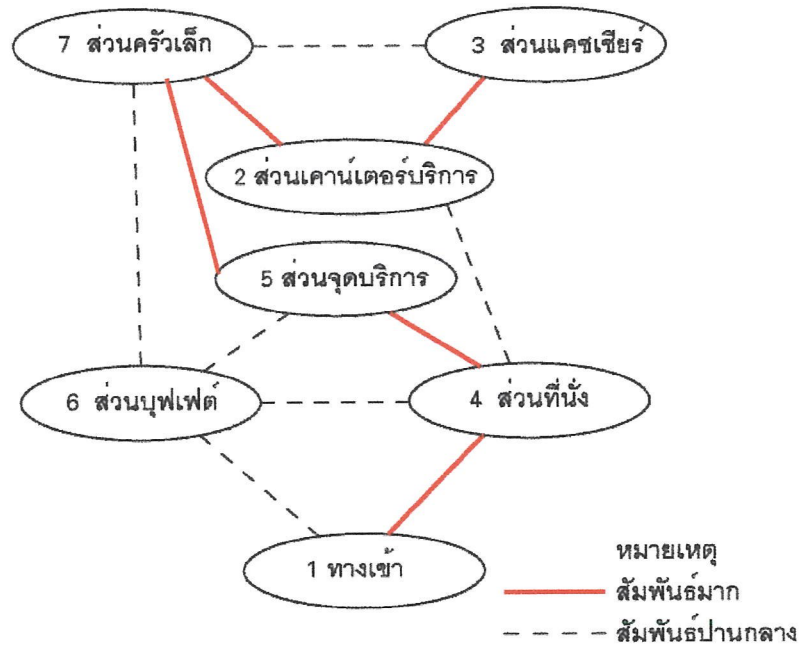 7 ส่วนครัวเล็ก
3 ส่วนแคชเชียร์
2 ส่วนเคาน์เตอร์บริการ
5 ส่วนจุดบริการ
6 ส่วนบุฟเฟต์
4 ส่วนที่นั่ง
1 ทางเข้า
หมายเหตุ
สัมพันธ์มาก
สัมพันธ์ปานกลาง